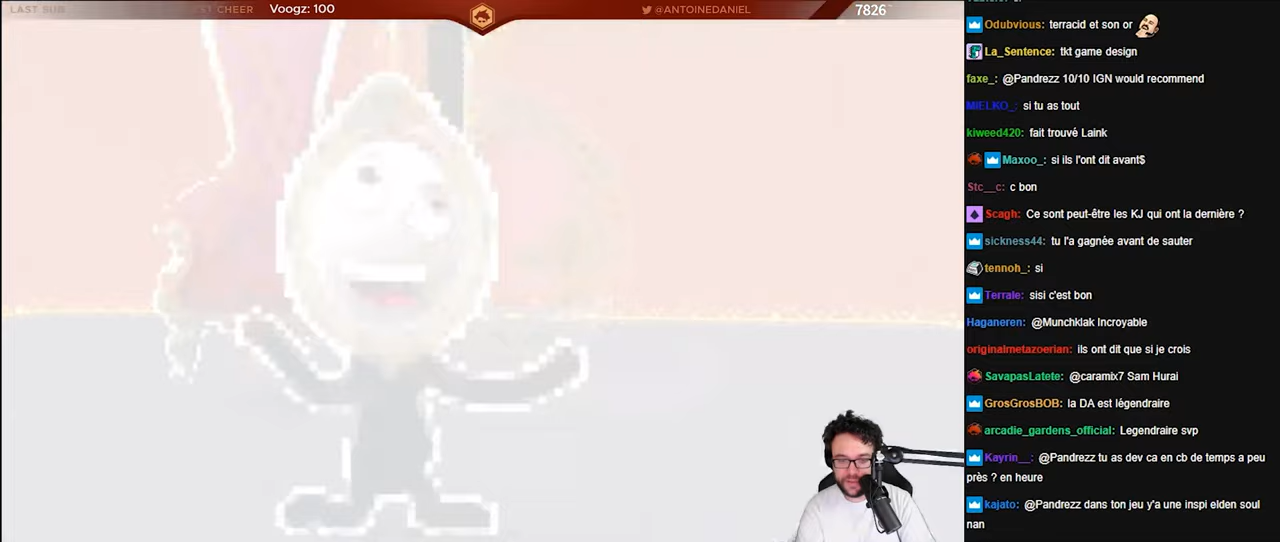 LAST SUB
CHEER
Voogz: 100
@ANTOINEDANIEL
7826
Odubvious: terracid et son or
La_Sentence: tkt game design
faxe_: @Pandrezz 10/10 IGN would recommend
MIELKO_: si tu as tout
kiweed420: fait trouvé Laink
Maxoo_: si ils l'ont dit avant$
Stc__c: c bon
Scagh: Ce sont peut-être les KJ qui ont la dernière ?
sickness44: tu l'a gagnée avant de sauter
tennoh_: si
Terrale: sisi c'est bon
Haganeren: @Munchklak Incroyable
originalmetazoerian: ils ont dit que si je crois
SavapasLatete: @caramix7 Sam Hurai
GrosGrosBOB: la DA est légendraire
arcadie_gardens_official: Legendraire svp
Kayrin__: @Pandrezz tu as dev ca en cb de temps a peu
près ? en heure
kajato: @Pandrezz dans ton jeu y'a une inspi elden soul
nan